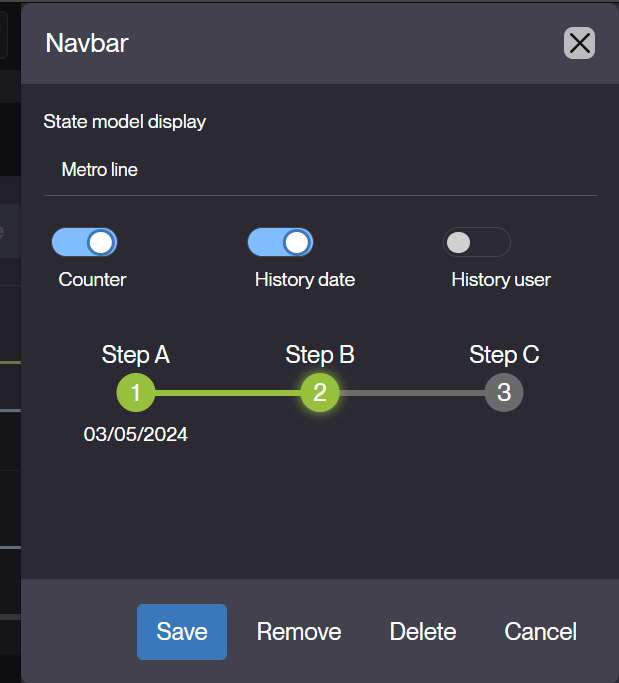 Navbar
State model display
Metro line
Counter History date History user
Step A Step B Step C
1 2 3
03/05/2024
Save Remove Delete Cancel